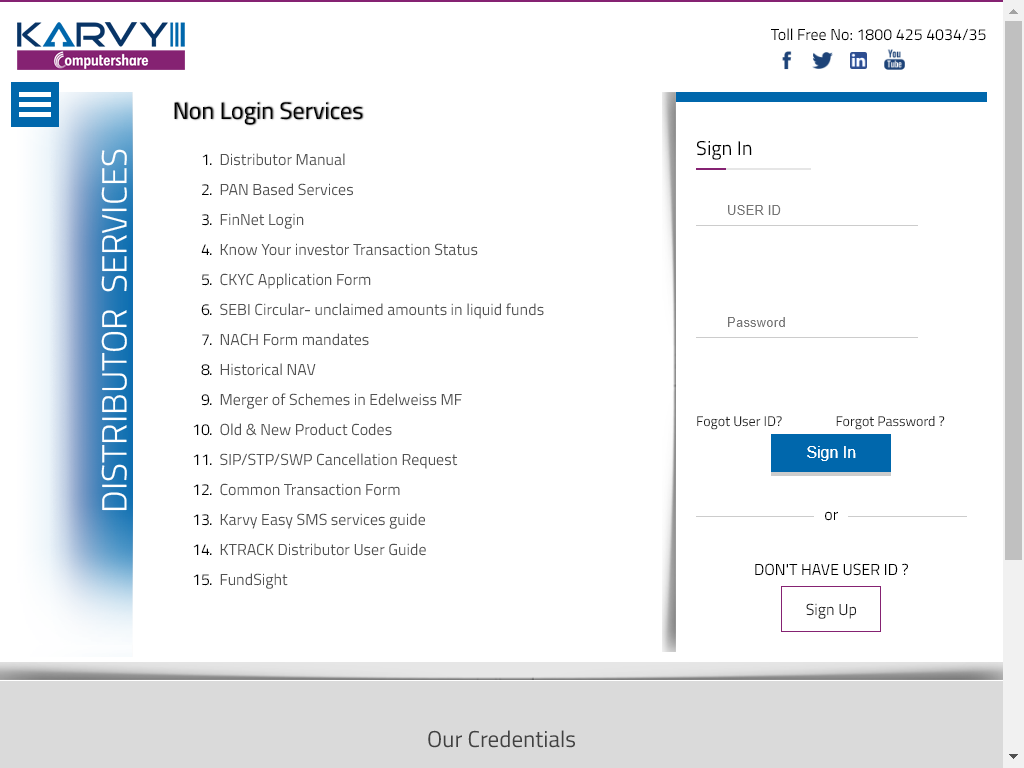 KARVY
Computershare
Toll Free No: 1800 425 4034/35
You
Tube
DISTRIBUTOR SERVICES
Non Login Services
1. Distributor Manual
2. PAN Based Services
3. FinNet Login
4. Know Your investor Transaction Status
5. CKYC Application Form
6. SEBI Circular- unclaimed amounts in liquid funds
7. NACH Form mandates
8. Historical NAV
9. Merger of Schemes in Edelweiss MF
10. Old & New Product Codes
11. SIP/STP/SWP Cancellation Request
12. Common Transaction Form
13. Karvy Easy SMS services guide
14. KTRACK Distributor User Guide
15. FundSight
Sign In
USER ID
Password
Fogot User ID? Forgot Password ?
Sign In
or
DON'T HAVE USER ID ?
Sign Up
Our Credentials